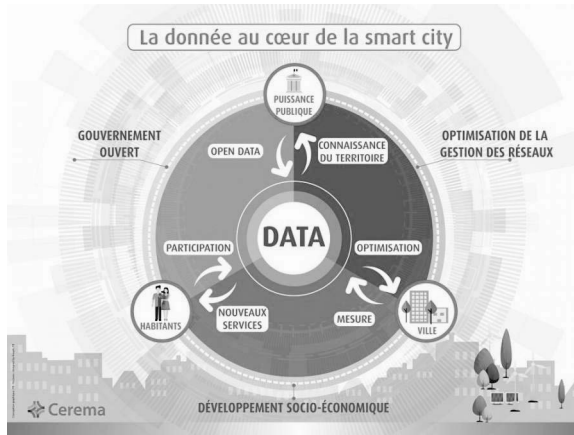 La donnée au cœur de la smart city
PUISSANCE
PUBLIQUE
GOUVERNEMENT
OUVERT
OPTIMISATION DE LA
GESTION DES RÉSEAUX
OPEN DATA
CONNAISSANCE
DU TERRITOIRE
DATA
PARTICIPATION
OPTIMISATION
HABITANTS
NOUVEAUX
SERVICES
MESURE
VILLE
Cerema
DÉVELOPPEMENT SOCIO-ÉCONOMIQUE